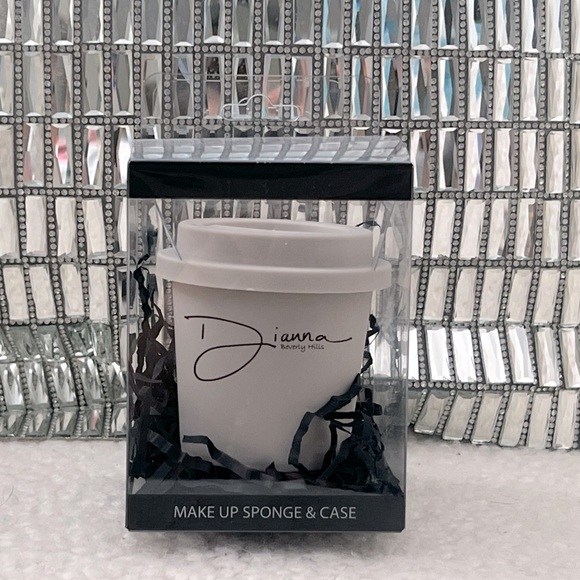 Dianna
Beverly Hills
MAKE UP SPONGE & CASE